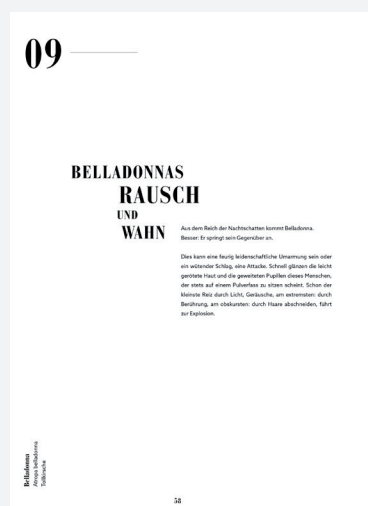 09
BELLADONNAS
RAUSCH
UND
WAHN
Aus dem Reich der Nachtschatten kommt Belladonna.
Besser: Er springt sein Gegenüber an.
Dies kann eine feurig leidenschaftliche Umarmung sein oder
ein wütender Schlag, eine Attacke. Schnell glänzen die leicht
gerötete Haut und die geweiteten Pupillen dieses Menschen,
der stets auf einem Pulverfass zu sitzen scheint. Schon der
kleinste Reiz durch Licht, Geräusche, am extremsten: durch
Berührung, am obskursten: durch Haare abschneiden, führt
zur Explosion.
Belladonna
Atropa belladonna
Tollkirsche
58